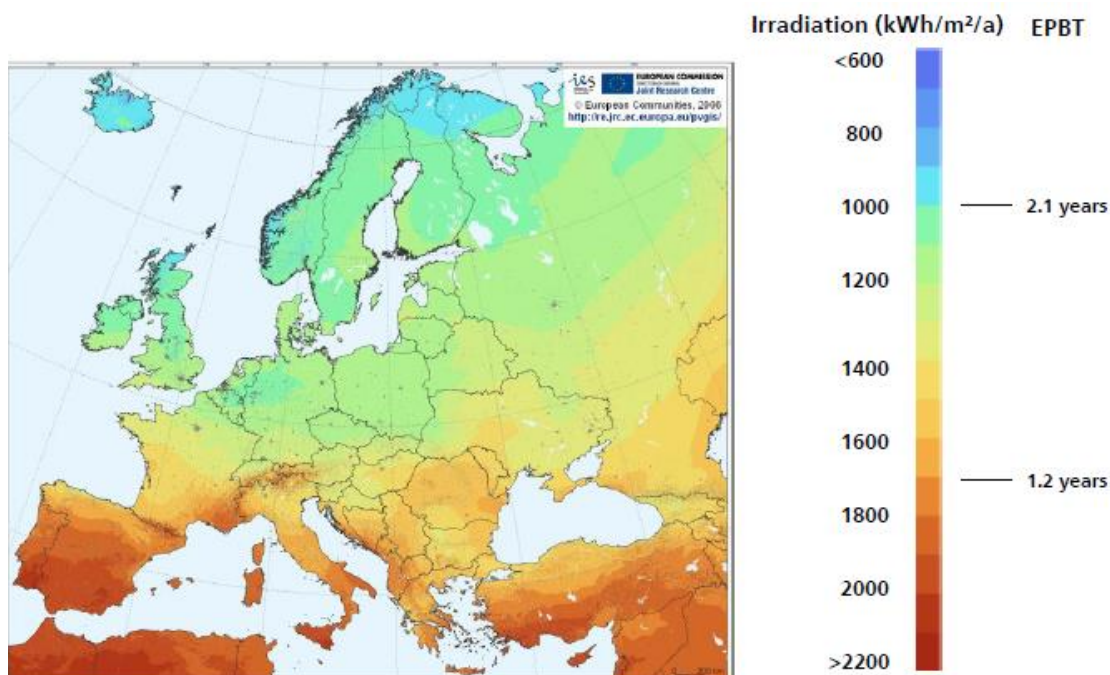 Irradiation (kWh/m²/a) EPBT
ies EUROPEAN COMMISSION
Joint Research Centre
© European Communities, 2006
http://re.jrc.ec.europa.eu/pvgis/
<600
800
1000
2.1 years
1200
1400
1600
1.2 years
1800
2000
>2200